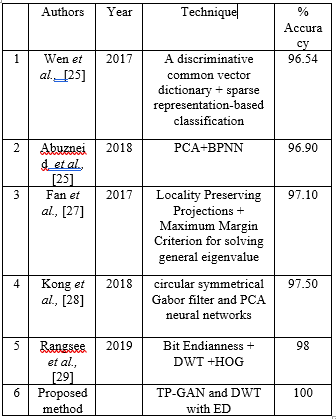 Authors Year Technique %
Accura
cy
1 Wen et 2017 A discriminative 96.54
al., [25] common vector
dictionary + sparse
representation-based
classification
2 Abuznei 2018 PCA+BPNN 96.90
d et al.,
[25]
3 Fan et 2017 Locality Preserving 97.10
al., [27] Projections +
Maximum Margin
Criterion for solving
general eigenvalue
4 Kong et 2018 circular symmetrical 97.50
al., [28] Gabor filter and PCA
neural networks
5 Rangsee 2019 Bit Endianness + 98
et al., DWT +HOG
[29]
6 Proposed TP-GAN and DWT 100
method with ED